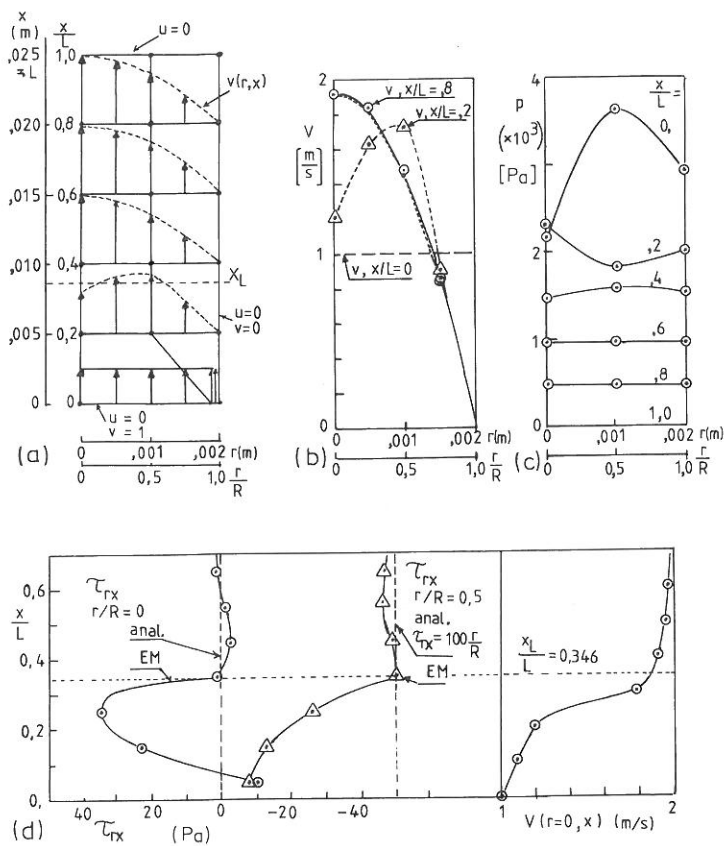 x
(m)
x/L
u=0
,025
≈L
1,0
v(r,x)
,020
0,8
,015
0,6
,010
0,4
X_L
,005
0,2
u=0
v=0
0
0
u=0
v=1
(a)
0 ,001 ,002 r(m)
0 0,5 1,0 r/R
2
v, x/L=,8
v, x/L=,2
V
[m/s]
1
v, x/L=0
0
(b)
0 ,001 ,002 r(m)
0 0,5 1,0 r/R
4
p
(×10³)
[Pa]
x/L=
0,
3
2
,2
,4
1
,6
,8
0
1,0
(c)
0 ,001 ,002 r(m)
0 0,5 1,0 r/R
x/L
0,6
0,4
0,2
0,
τrx
r/R=0
anal.
EM
τrx
r/R=0,5
anal.
τrx=100 r/R
EM
x_L/L=0,346
(d)
40 20 0 -20 -40
τrx (Pa)
1 2
V(r=0,x) (m/s)